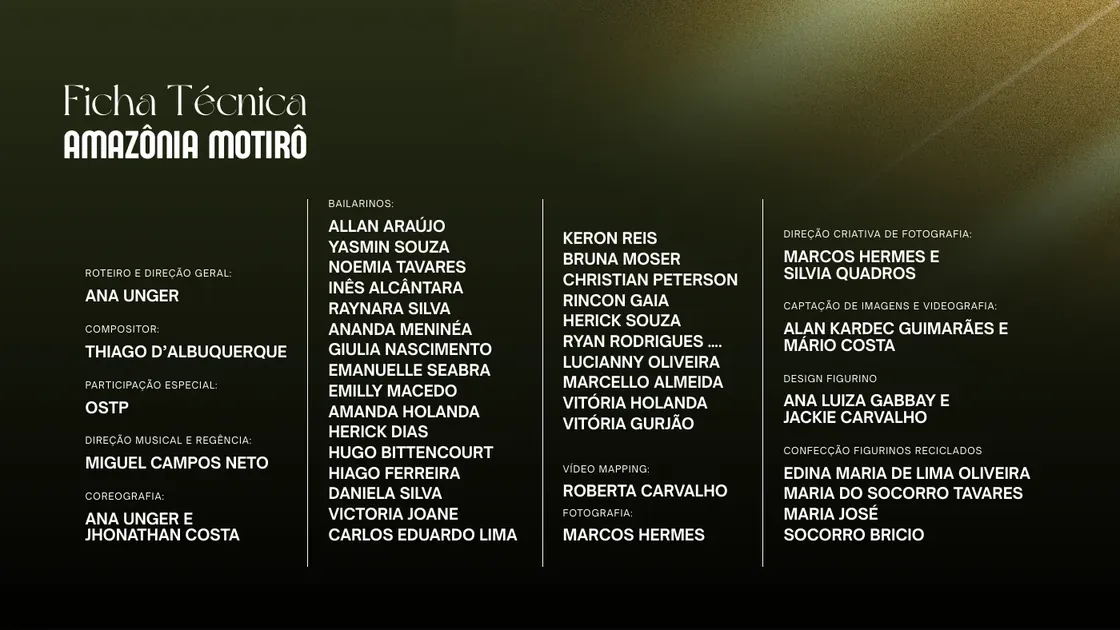 Ficha Técnica
AMAZÔNIA MOTIRÔ
ROTEIRO E DIREÇÃO GERAL:
ANA UNGER
COMPOSITOR:
THIAGO D'ALBUQUERQUE
PARTICIPAÇÃO ESPECIAL:
OSTP
DIREÇÃO MUSICAL E REGÊNCIA:
MIGUEL CAMPOS NETO
COREOGRAFIA:
ANA UNGER E
JHONATHAN COSTA
BAILARINOS:
ALLAN ARAÚJO
YASMIN SOUZA
NOEMIA TAVARES
INÊS ALCÂNTARA
RAYNARA SILVA
ANANDA MENINÉA
GIULIA NASCIMENTO
EMANUELLE SEABRA
EMILLY MACEDO
AMANDA HOLANDA
HERICK DIAS
HUGO BITTENCOURT
HIAGO FERREIRA
DANIELA SILVA
VICTORIA JOANE
CARLOS EDUARDO LIMA
KERON REIS
BRUNA MOSER
CHRISTIAN PETERSON
RINCON GAIA
HERICK SOUZA
RYAN RODRIGUES ....
LUCIANNY OLIVEIRA
MARCELLO ALMEIDA
VITÓRIA HOLANDA
VITÓRIA GURJÃO
VÍDEO MAPPING:
ROBERTA CARVALHO
FOTOGRAFIA:
MARCOS HERMES
DIREÇÃO CRIATIVA DE FOTOGRAFIA:
MARCOS HERMES E
SILVIA QUADROS
CAPTAÇÃO DE IMAGENS E VIDEOGRAFIA:
ALAN KARDEC GUIMARÃES E
MÁRIO COSTA
DESIGN FIGURINO
ANA LUIZA GABBAY E
JACKIE CARVALHO
CONFECÇÃO FIGURINOS RECICLADOS
EDINA MARIA DE LIMA OLIVEIRA
MARIA DO SOCORRO TAVARES
MARIA JOSÉ
SOCORRO BRICIO